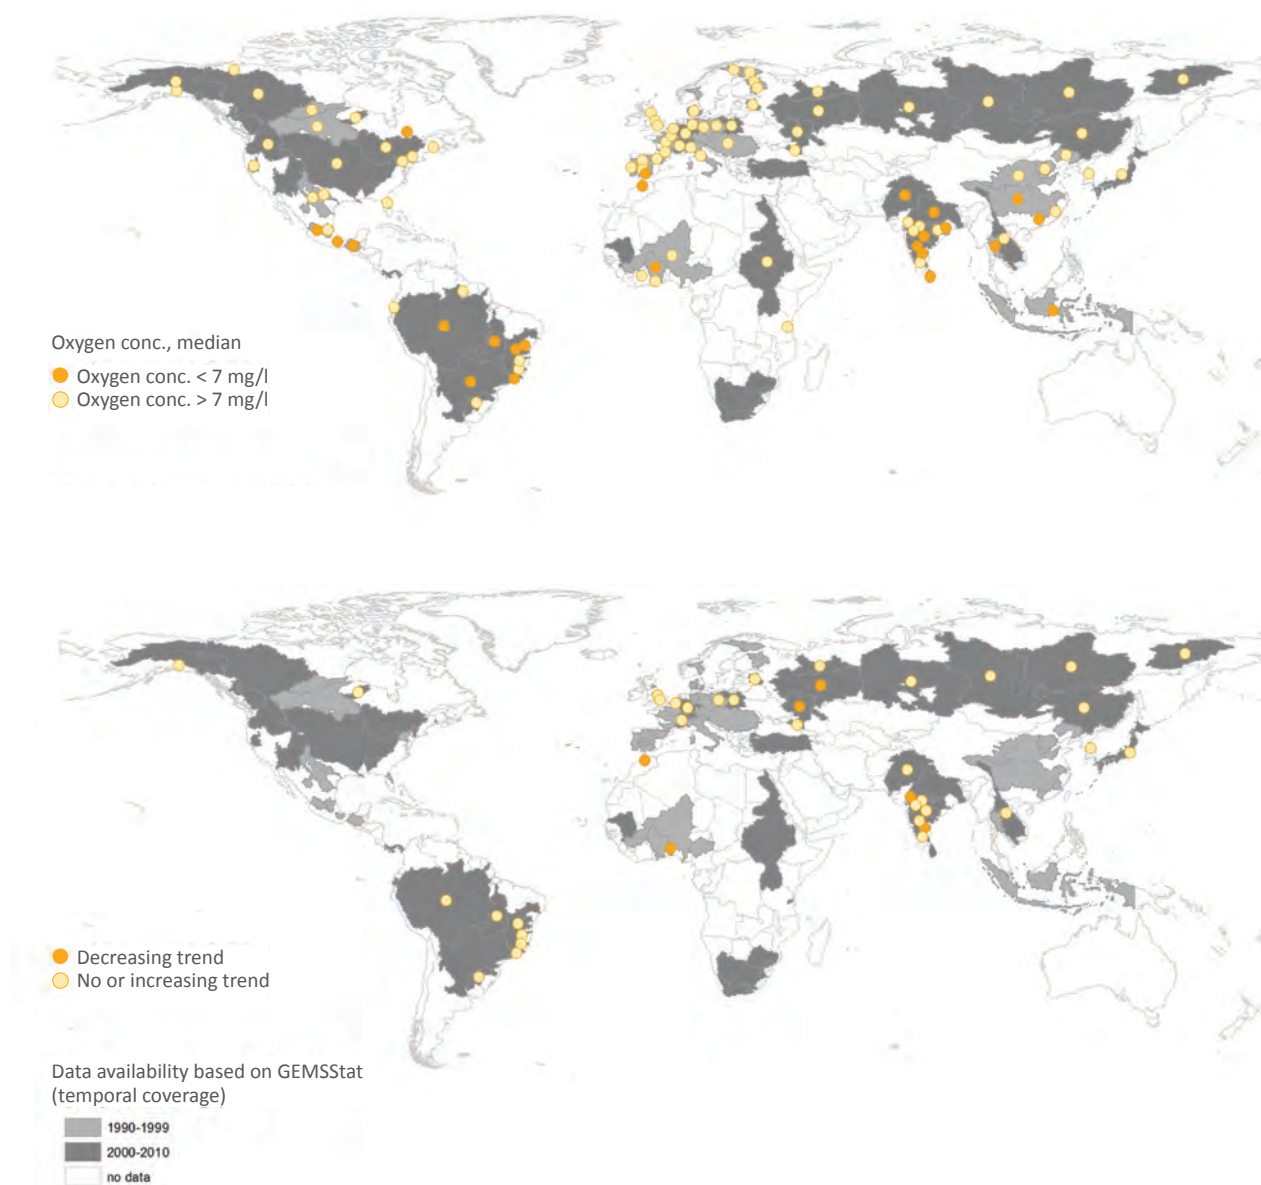 Oxygen conc., median
Oxygen conc. < 7 mg/l
Oxygen conc. > 7 mg/l
Decreasing trend
No or increasing trend
Data availability based on GEMSStat
(temporal coverage)
1990-1999
2000-2010
no data